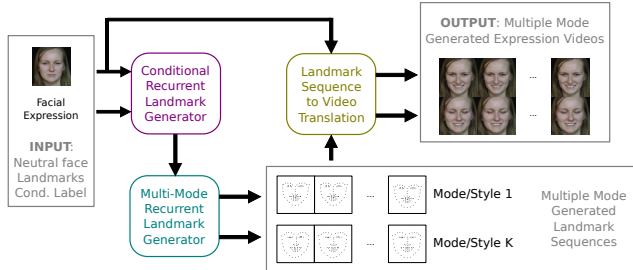 Facial
Expression
INPUT:
Neutral face
Landmarks
Cond. Label
Conditional
Recurrent
Landmark
Generator
Multi-Mode
Recurrent
Landmark
Generator
Landmark
Sequence
to Video
Translation
OUTPUT: Multiple Mode
Generated Expression Videos
...
...
... Mode/Style 1
... Mode/Style K
Multiple Mode
Generated
Landmark
Sequences